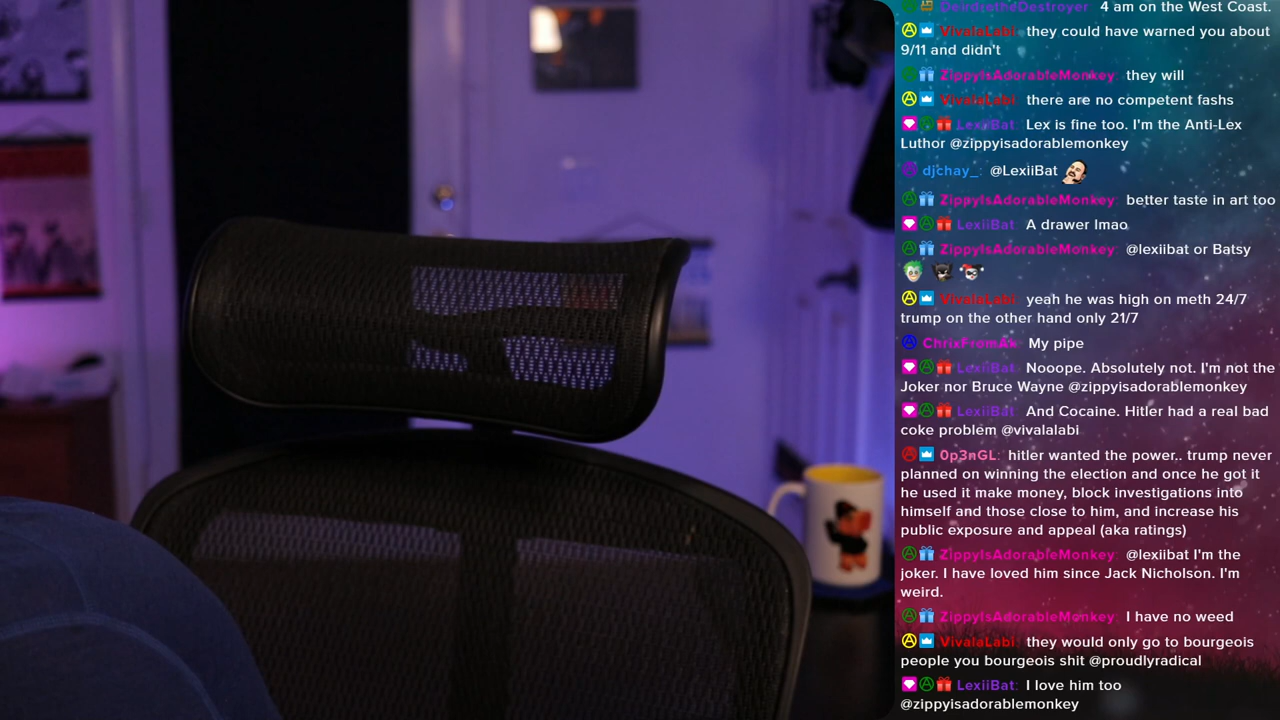 DeirdretheDestroyer 4 am on the West Coast.
VivalaLabi they could have warned you about
9/11 and didn't
ZippyIsAdorableMonkey: they will
VivalaLabi there are no competent fashs
LexiiBat: Lex is fine too. I'm the Anti-Lex
Luthor @zippyisadorablemonkey
djchay_: @LexiiBat
ZippyIsAdorableMonkey: better taste in art too
LexiiBat: A drawer lmao
ZippyIsAdorableMonkey: @lexiibat or Batsy
VivalaLabi yeah he was high on meth 24/7
trump on the other hand only 21/7
ChrixFromAk My pipe
LexiiBat: Nooope. Absolutely not. I'm not the
Joker nor Bruce Wayne @zippyisadorablemonkey
LexiiBat: And Cocaine. Hitler had a real bad
coke problem @vivalalabi
0p3nGL: hitler wanted the power.. trump never
planned on winning the election and once he got it
he used it make money, block investigations into
himself and those close to him, and increase his
public exposure and appeal (aka ratings)
ZippyIsAdorableMonkey: @lexiibat I'm the
joker. I have loved him since Jack Nicholson. I'm
weird.
ZippyIsAdorableMonkey: I have no weed
VivalaLabi: they would only go to bourgeois
people you bourgeois shit @proudlyradical
LexiiBat: I love him too
@zippyisadorablemonkey